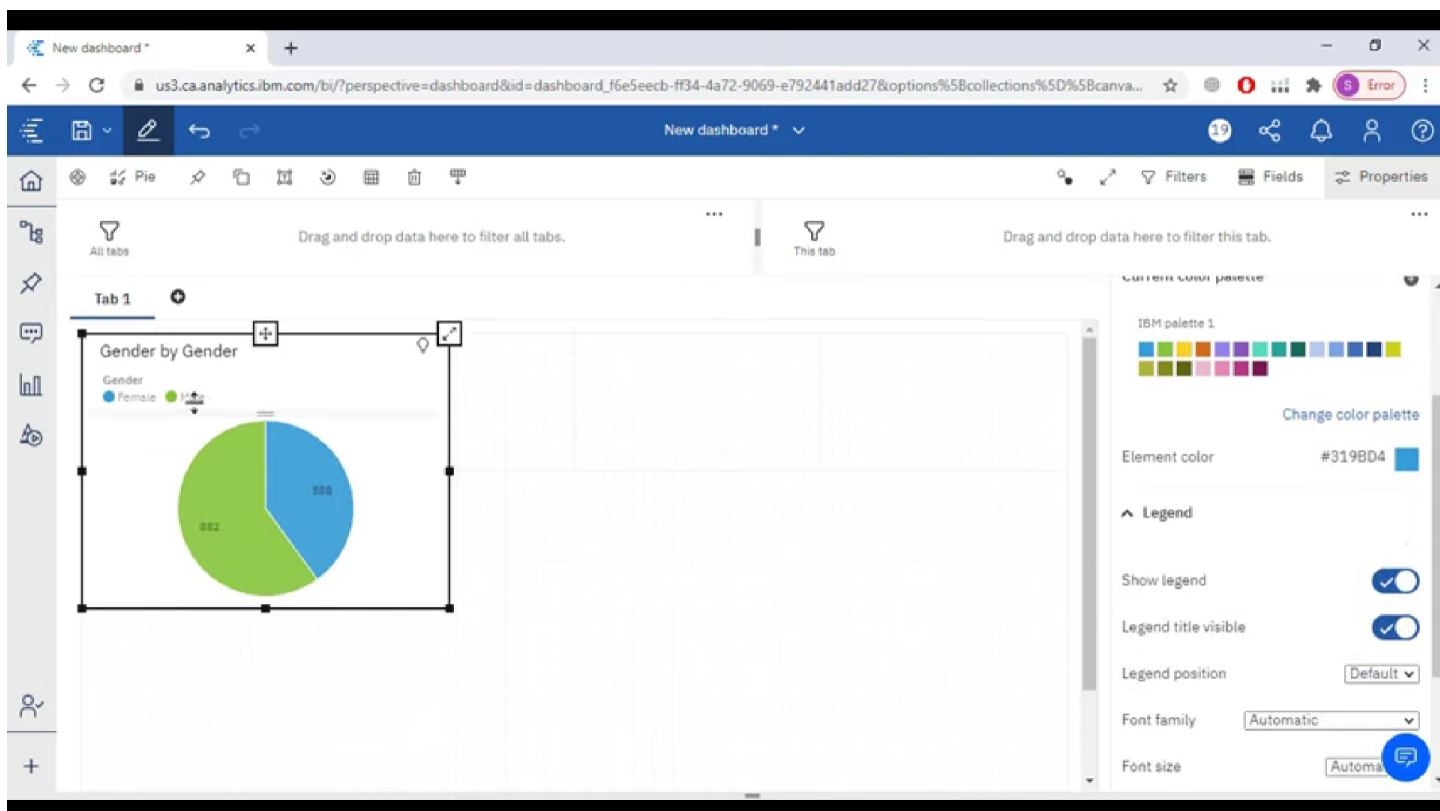 New dashboard *
us3.ca.analytics.ibm.com/bi/?perspective=dashboard&id=dashboard_f6e5eecb-ff34-4a72-9069-e792441add27&options%5Bcollections%5D%5Bcanva...
S Error
New dashboard *
19
Pie
Filters
Fields
Properties
All tabs
Drag and drop data here to filter all tabs.
This tab
Drag and drop data here to filter this tab.
Tab 1
Gender by Gender
Gender
Female
588
882
Current color palette
IBM palette 1
Change color palette
Element color
#319BD4
Legend
Show legend
Legend title visible
Legend position
Default
Font family
Automatic
Font size